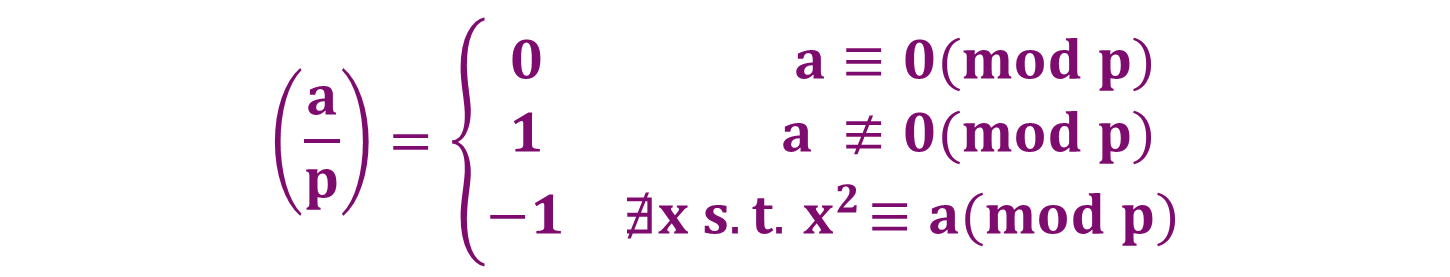 (a/p) = { 0 a ≡ 0(mod p)
1 a ≢ 0(mod p)
−1 ∄x s.t. x² ≡ a(mod p)